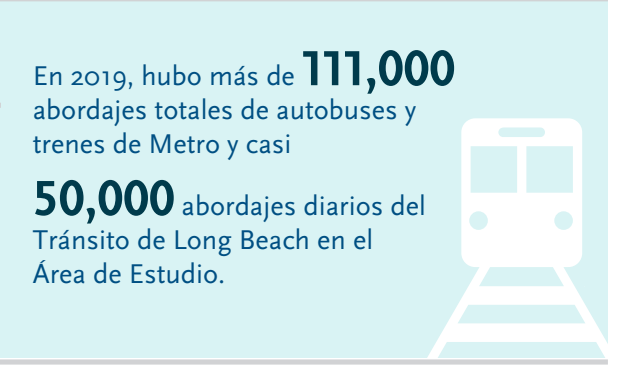 En 2019, hubo más de 111,000
abordajes totales de autobuses y
trenes de Metro y casi
50,000 abordajes diarios del
Tránsito de Long Beach en el
Área de Estudio.